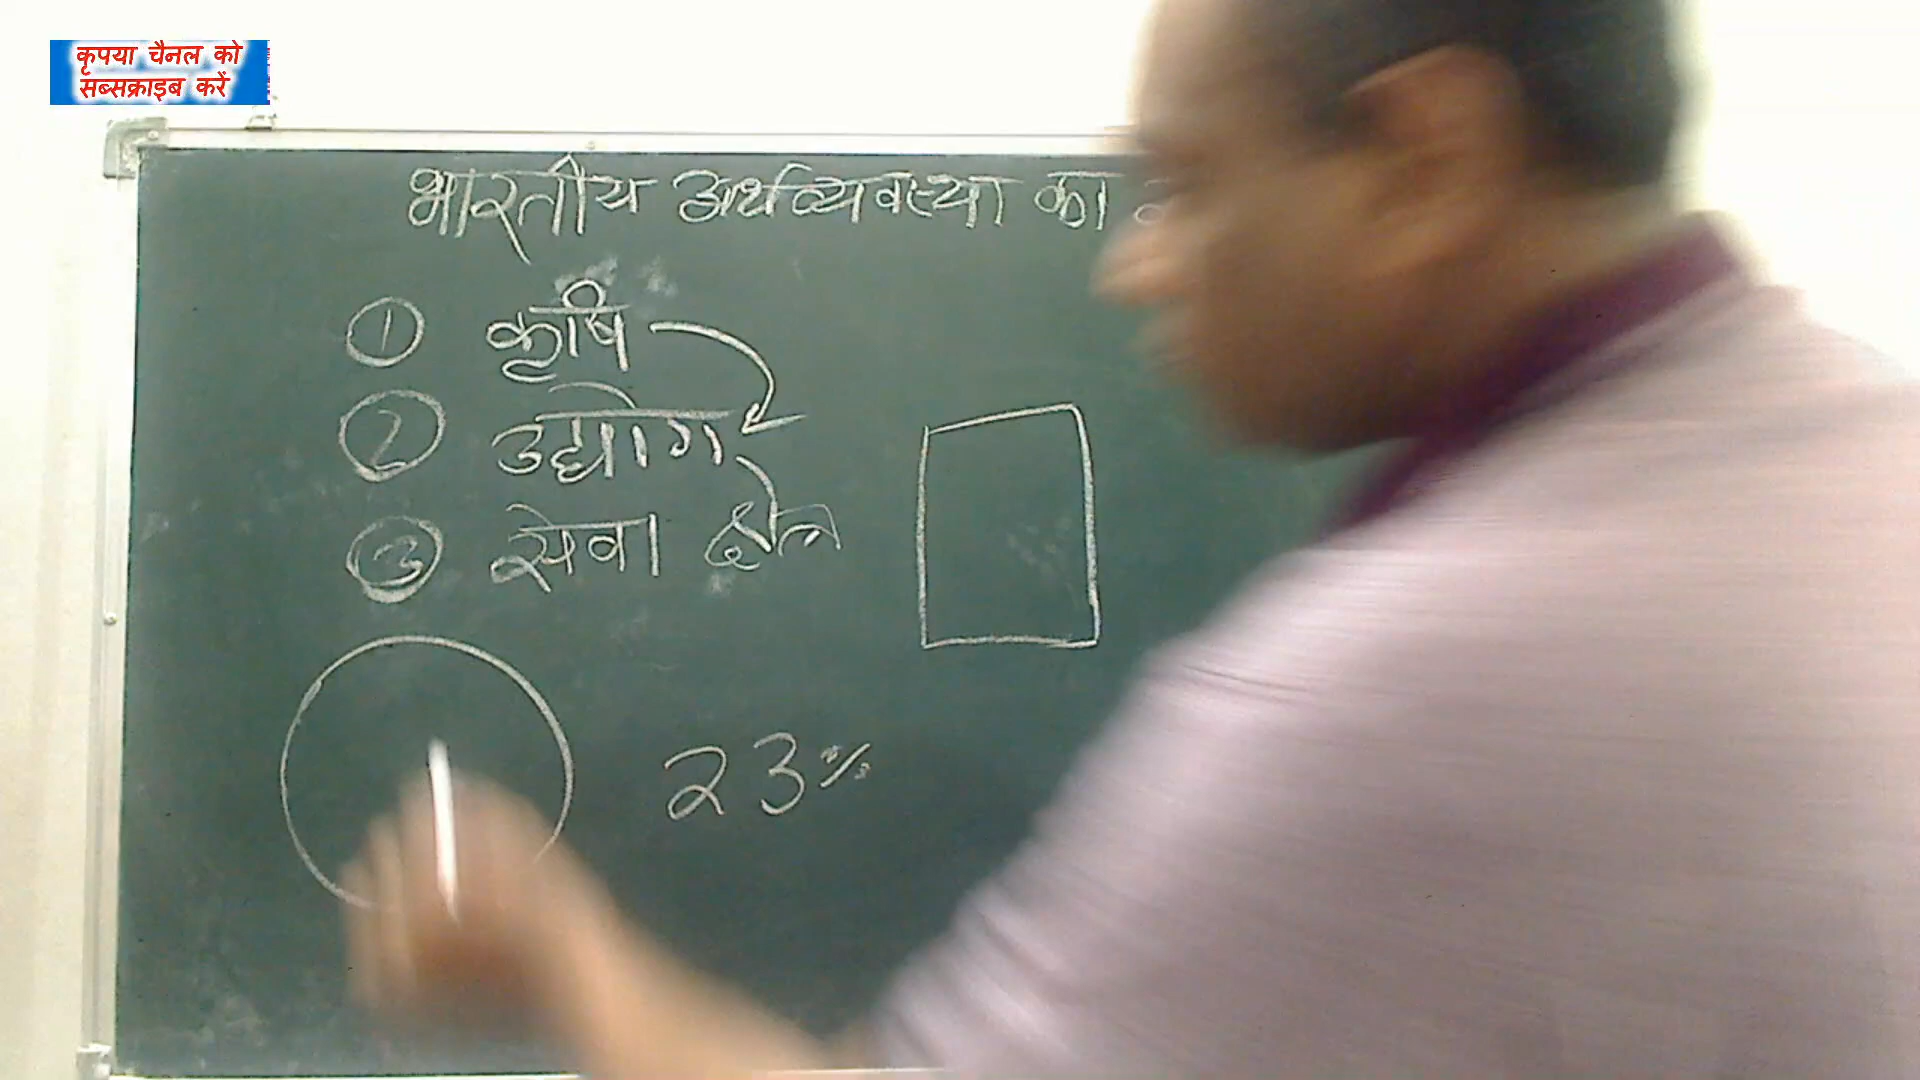 कृपया चैनल को
सब्सक्राइब करें
भारतीय अर्थव्यवस्था का
① कृषि
② उद्योग
③ सेवा क्षेत्र
23%